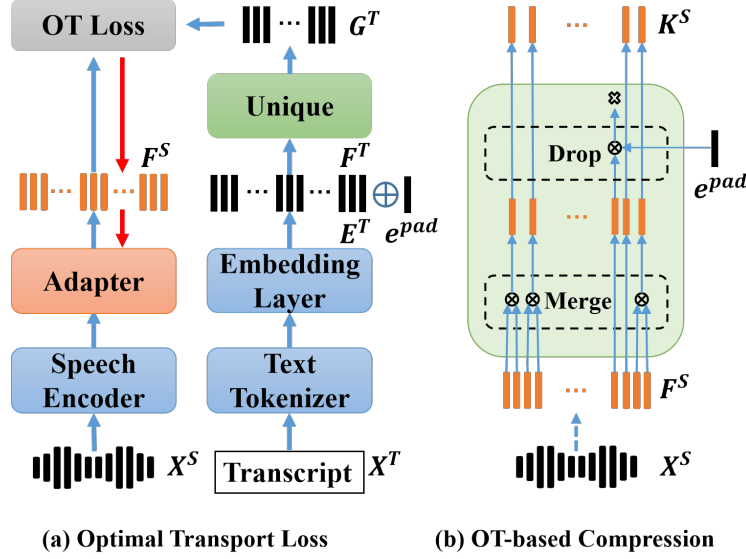 OT Loss
G^T
Unique
F^S
F^T
E^T
e^{pad}
Adapter
Embedding
Layer
Speech
Encoder
Text
Tokenizer
X^S
Transcript
X^T
(a) Optimal Transport Loss
K^S
Drop
e^{pad}
Merge
F^S
X^S
(b) OT-based Compression